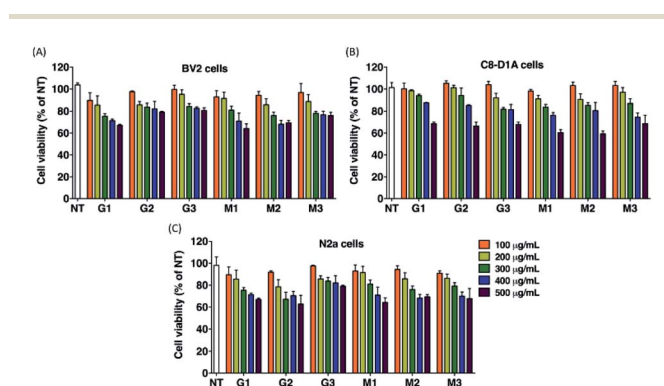 (A)
BV2 cells
Cell viability (% of NT)
120
100
80
60
40
20
0
NT G1 G2 G3 M1 M2 M3
(B)
C8-D1A cells
Cell viability (% of NT)
120
100
80
60
40
20
0
NT G1 G2 G3 M1 M2 M3
(C)
N2a cells
Cell viability (% of NT)
120
100
80
60
40
20
0
NT G1 G2 G3 M1 M2 M3
100 µg/mL
200 µg/mL
300 µg/mL
400 µg/mL
500 µg/mL